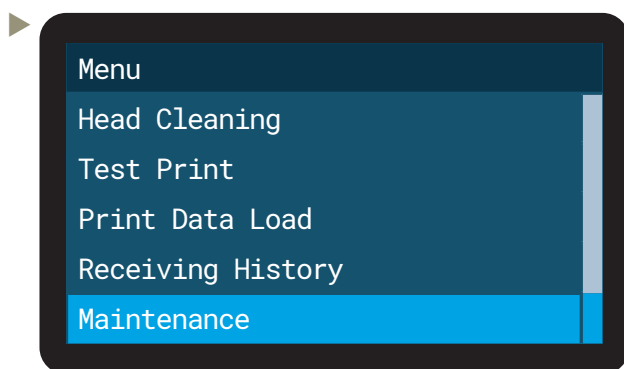 Menu
Head Cleaning
Test Print
Print Data Load
Receiving History
Maintenance